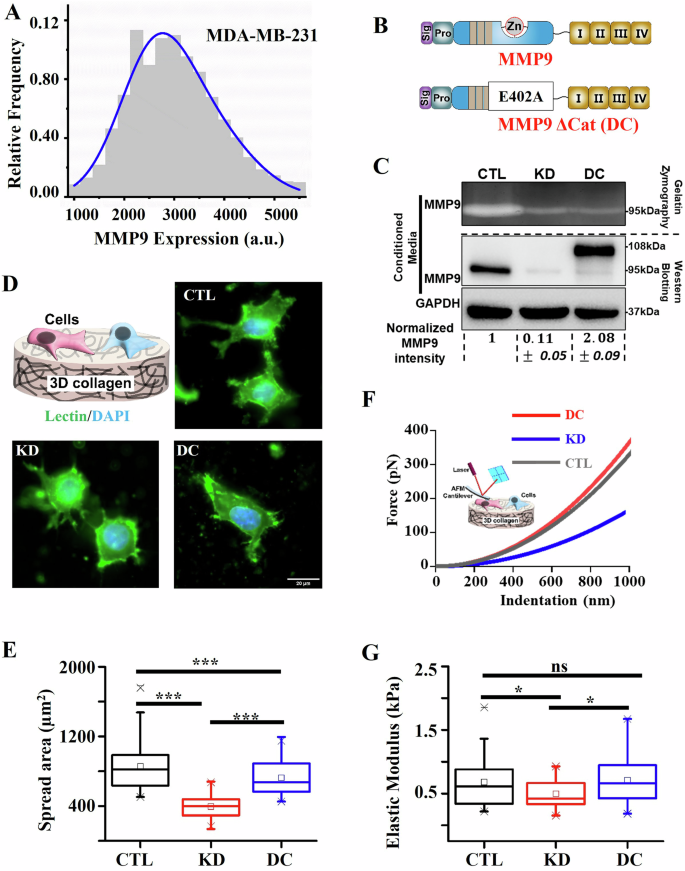 A
MDA-MB-231
Relative Frequency
0.12
0.08
0.04
0.00
1000 2000 3000 4000 5000
MMP9 Expression (a.u.)
B
Sig Pro Zn I II III IV
MMP9
Sig Pro E402A I II III IV
MMP9 ΔCat (DC)
C
CTL KD DC
Conditioned Media
MMP9
-95kDa
Gelatin Zymography
-108kDa
MMP9
-95kDa
Western Blotting
GAPDH
-37kDa
Normalized MMP9 intensity
1 0.11 2.08
± 0.05 ± 0.09
D
Cells
3D collagen
Lectin/DAPI
CTL
KD
DC
20 µm
E
Spread area (µm²)
2000
1200
800
400
***
***
***
CTL KD DC
F
DC
KD
CTL
Force (pN)
400
300
200
100
0
0 200 400 600 800 1000
Indentation (nm)
Laser
AFM Cantilever
Cells
3D collagen
G
Elastic Modulus (kPa)
2.5
1.5
0.5
ns
*
*
CTL KD DC